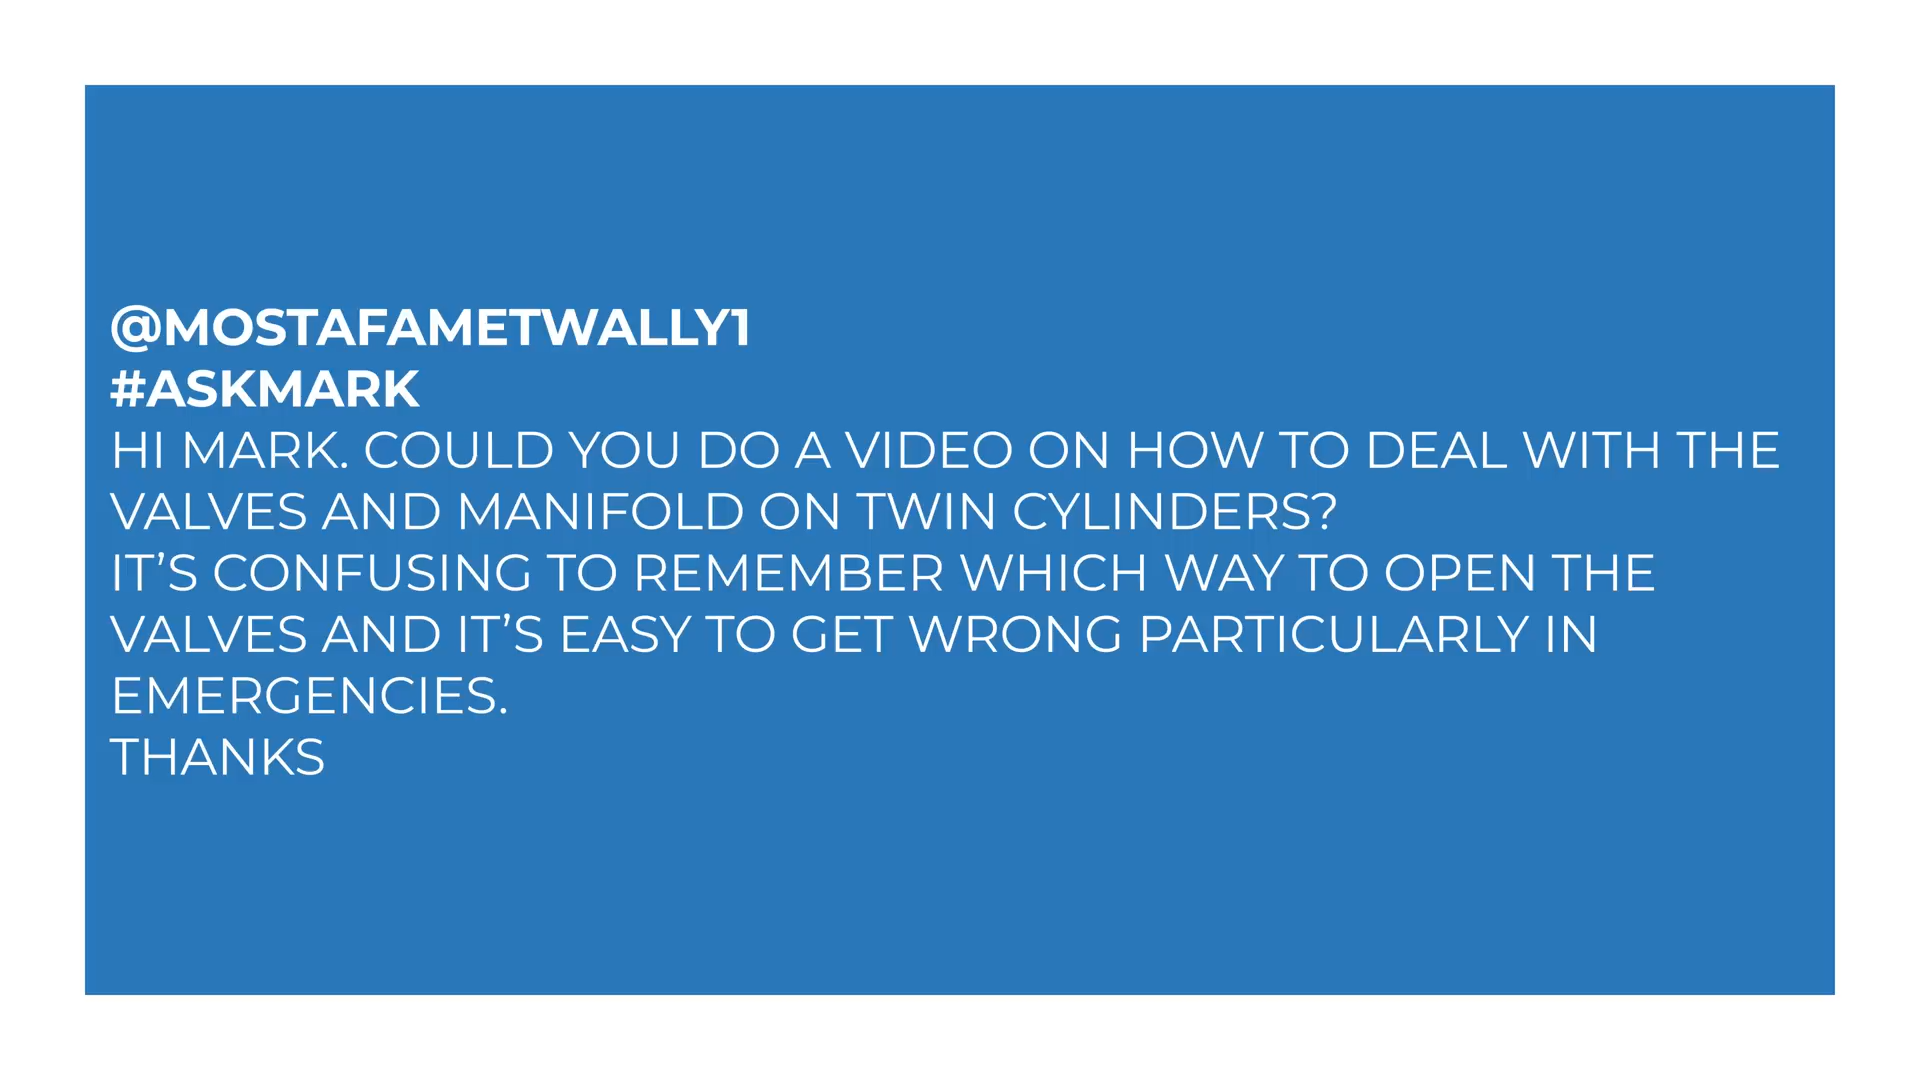 @MOSTAFAMETWALLY1
#ASKMARK
HI MARK. COULD YOU DO A VIDEO ON HOW TO DEAL WITH THE
VALVES AND MANIFOLD ON TWIN CYLINDERS?
IT’S CONFUSING TO REMEMBER WHICH WAY TO OPEN THE
VALVES AND IT’S EASY TO GET WRONG PARTICULARLY IN
EMERGENCIES.
THANKS